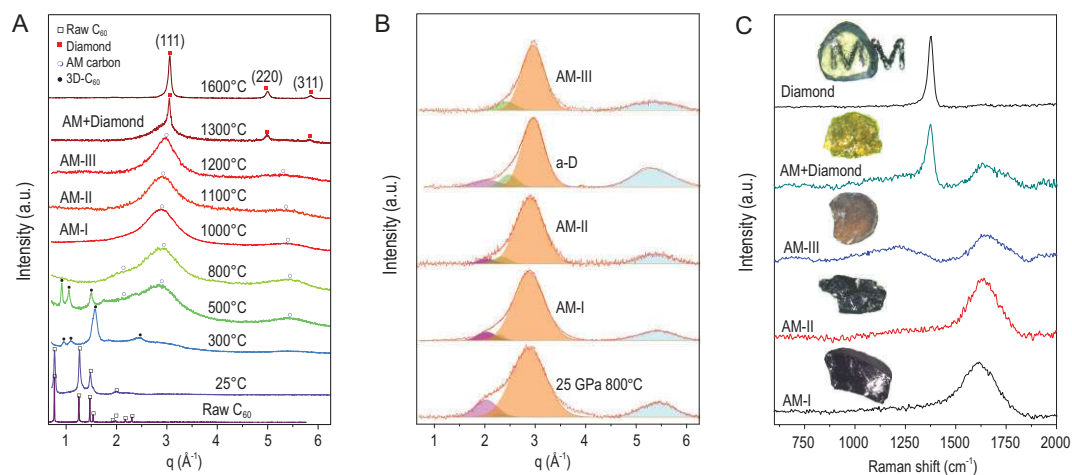 A
Raw C₆₀
Diamond
AM carbon
3D-C₆₀
(111)
(220)
(311)
1600°C
AM+Diamond
1300°C
AM-III
1200°C
AM-II
1100°C
AM-I
1000°C
800°C
500°C
300°C
25°C
Raw C₆₀
Intensity (a.u.)
1 2 3 4 5 6
q (Å⁻¹)
B
AM-III
a-D
AM-II
AM-I
25 GPa 800°C
Intensity (a.u.)
1 2 3 4 5 6
q (Å⁻¹)
C
M M
Diamond
AM+Diamond
AM-III
AM-II
AM-I
Intensity (a.u.)
750 1000 1250 1500 1750 2000
Raman shift (cm⁻¹)